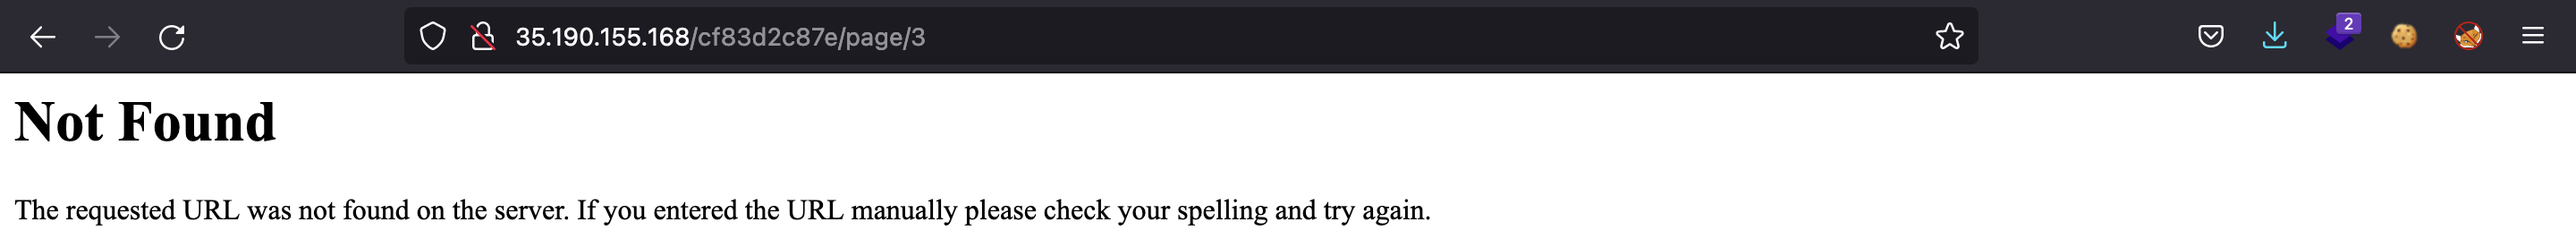 35.190.155.168/cf83d2c87e/page/3
2
Not Found
The requested URL was not found on the server. If you entered the URL manually please check your spelling and try again.